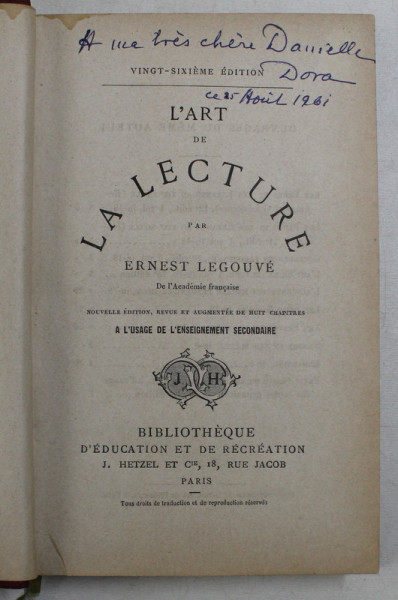 A ma très chère Danielle
VINGT-SIXIÈME ÉDITION
Dora
ce 25 Août 1961
L'ART
DE
LA LECTURE
PAR
ERNEST LEGOUVÉ
De l'Académie française
NOUVELLE ÉDITION, REVUE ET AUGMENTÉE DE HUIT CHAPITRES
A L'USAGE DE L'ENSEIGNEMENT SECONDAIRE
J H
BIBLIOTHÈQUE
D'ÉDUCATION ET DE RÉCRÉATION
J. HETZEL ET Cie, 18, RUE JACOB
PARIS
Tous droits de traduction et de reproduction réservés